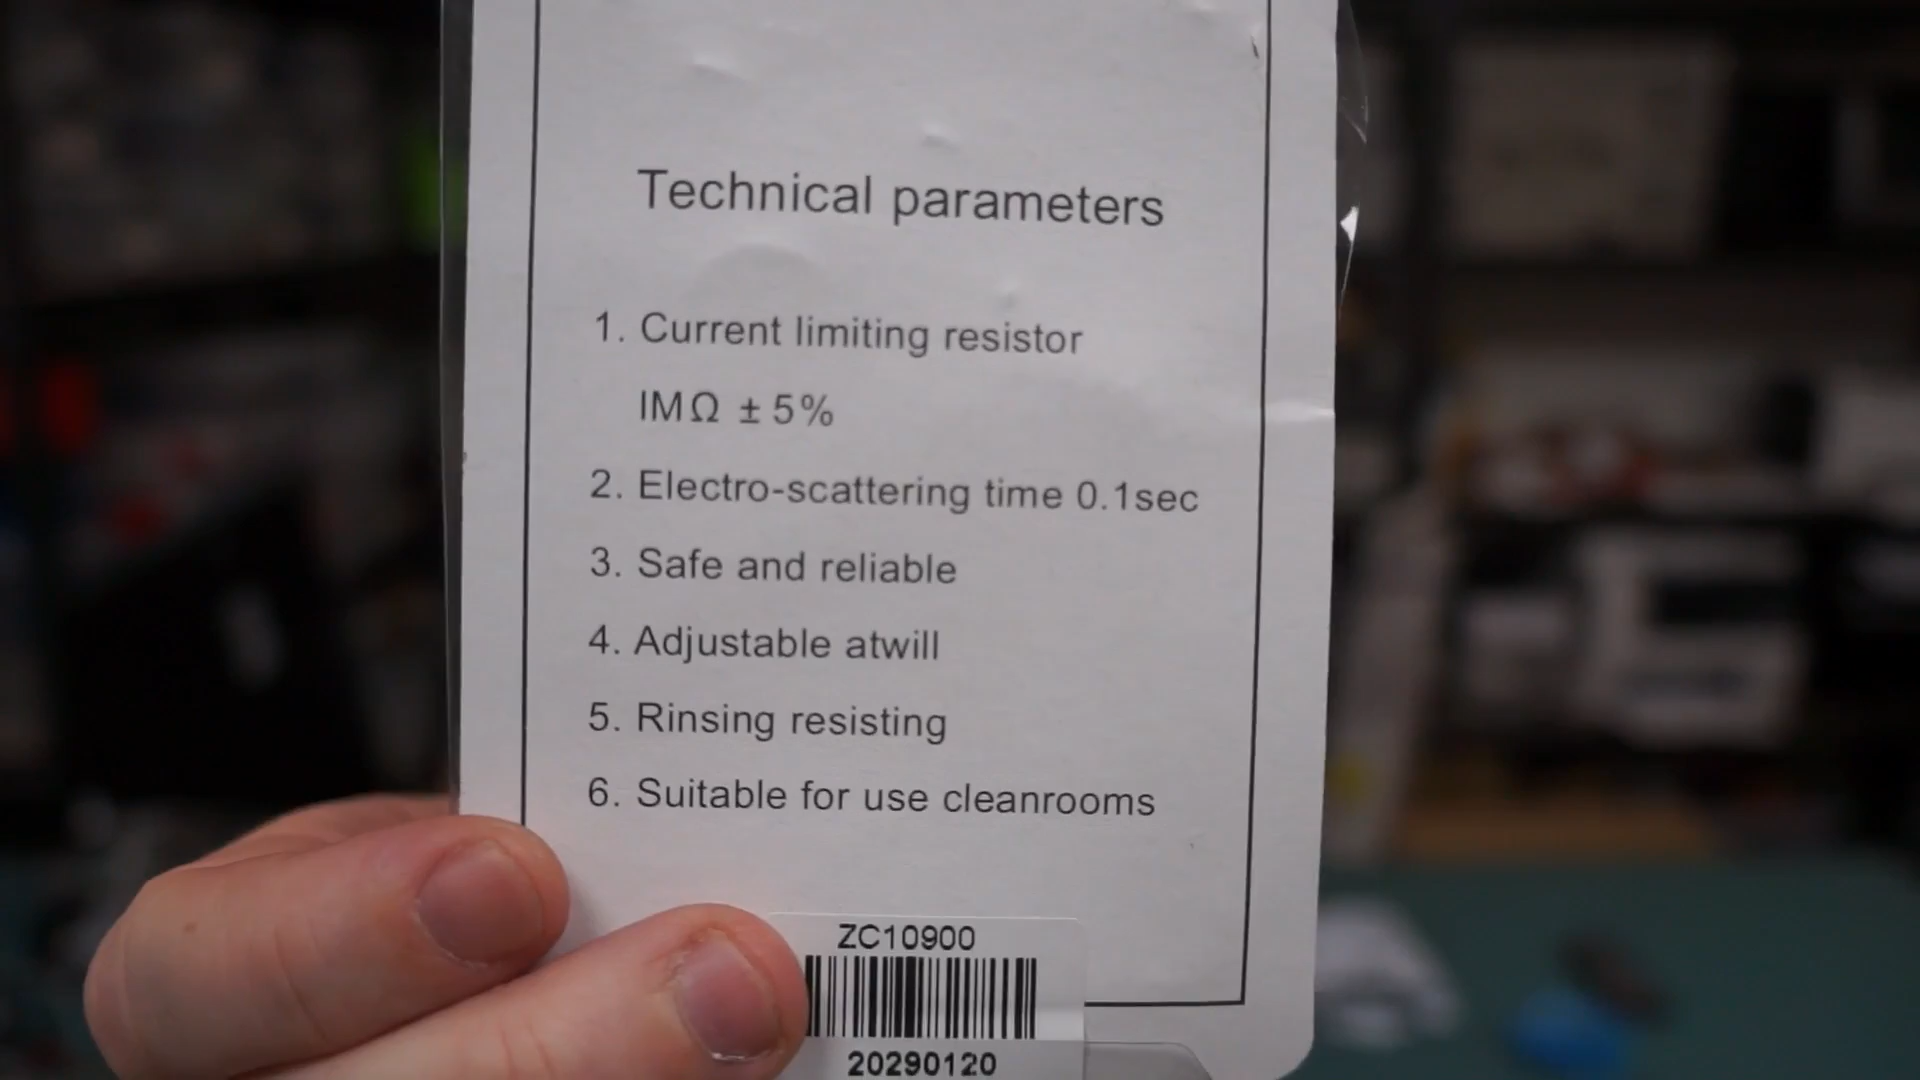 Technical parameters
1. Current limiting resistor
IMΩ ± 5%
2. Electro-scattering time 0.1sec
3. Safe and reliable
4. Adjustable atwill
5. Rinsing resisting
6. Suitable for use cleanrooms
ZC10900
20290120